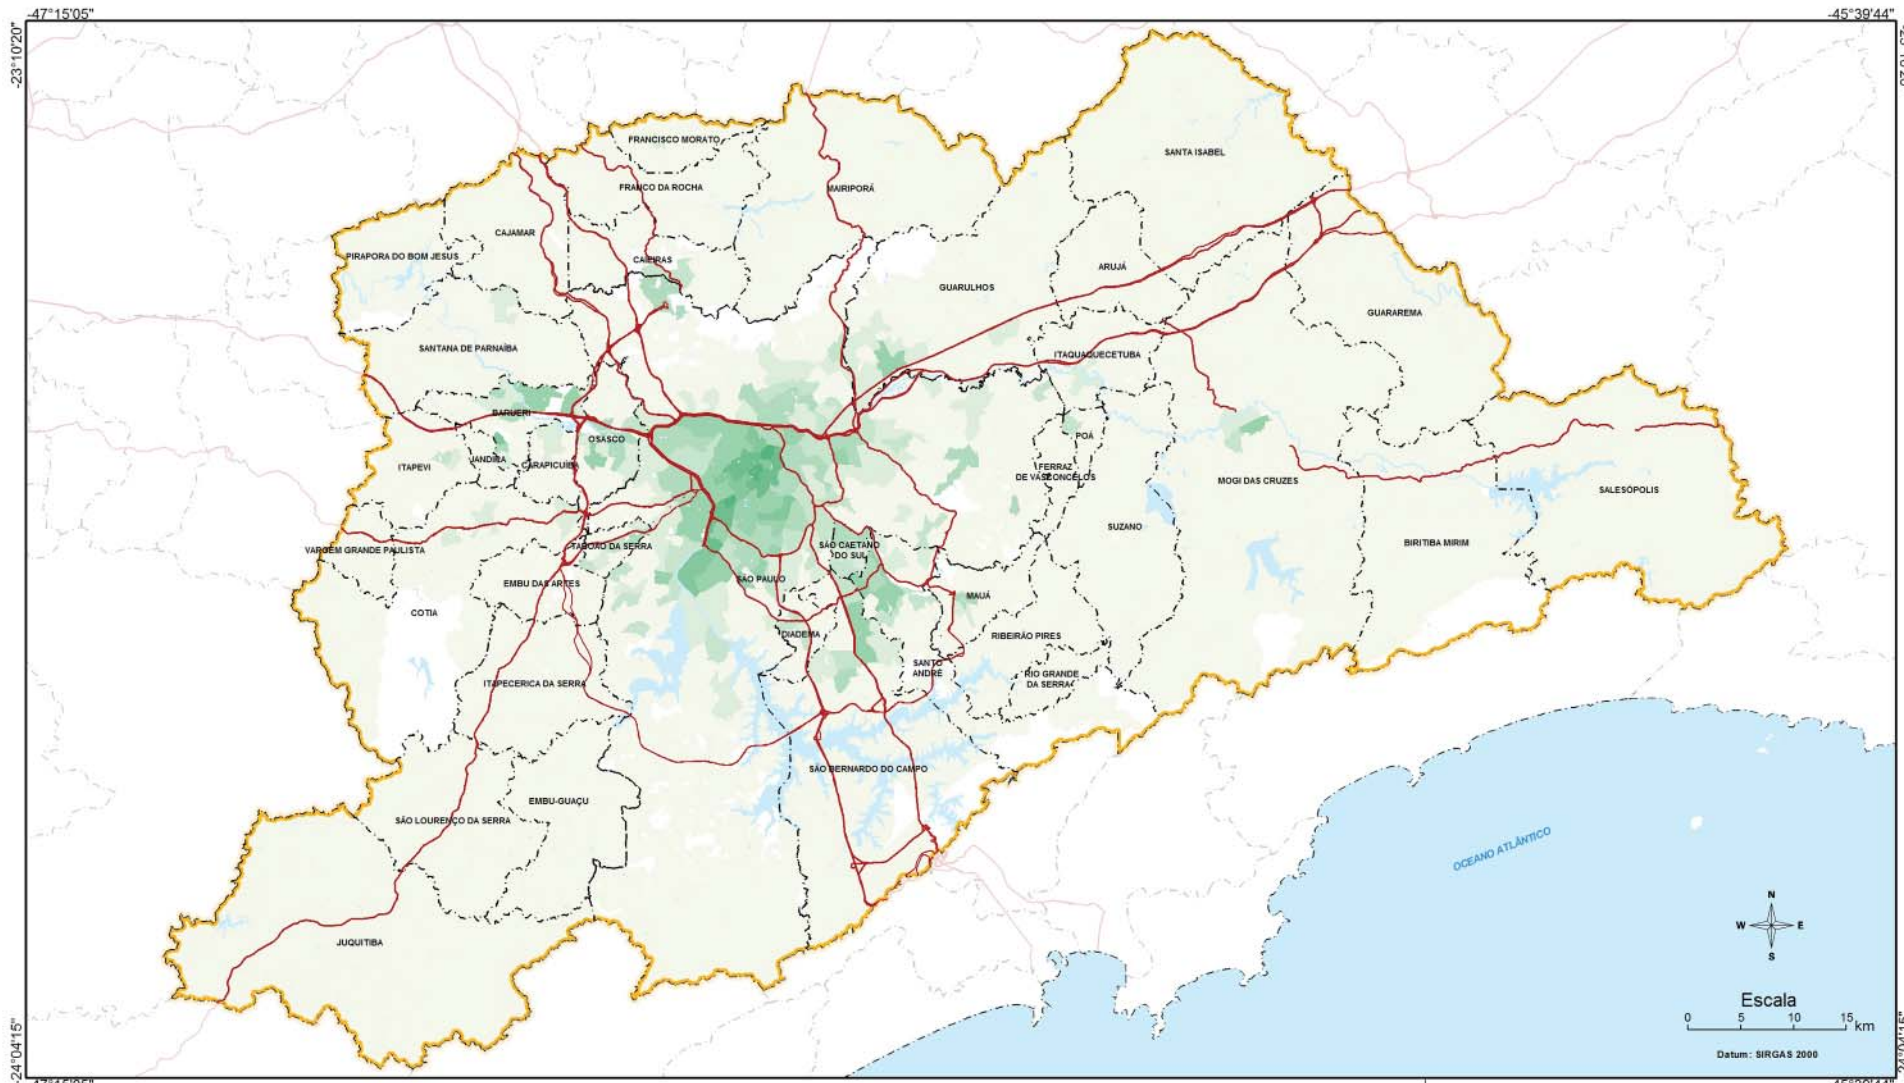 -47°15'05"
-45°39'44"
-23°10'20"
FRANCISCO MORATO
SANTA ISABEL
FRANCO DA ROCHA
MAIRIPORÃ
CAJAMAR
PIRAPORA DO BOM JESUS
CAIEIRAS
ARUJÁ
GUARULHOS
GUARAREMA
SANTANA DE PARNAÍBA
ITAQUAQUECETUBA
BARUERI
OSASCO
POÁ
JANDIRA
CARAPICUÍBA
ITAPEVI
FERRAZ
DE VASCONCELOS
MOGI DAS CRUZES
SALESÓPOLIS
SUZANO
VARGEM GRANDE PAULISTA
TABOÃO DA SERRA
SÃO CAETANO
DO SUL
BIRITIBA MIRIM
EMBU DAS ARTES
SÃO PAULO
COTIA
MAUÁ
DIADEMA
RIBEIRÃO PIRES
SANTO
ANDRÉ
RIO GRANDE
DA SERRA
ITAPECERICA DA SERRA
SÃO BERNARDO DO CAMPO
EMBU-GUAÇU
SÃO LOURENÇO DA SERRA
OCEANO ATLÂNTICO
JUQUITIBA
N
W E
S
Escala
0 5 10 15 km
Datum: SIRGAS 2000
-24°04'15"